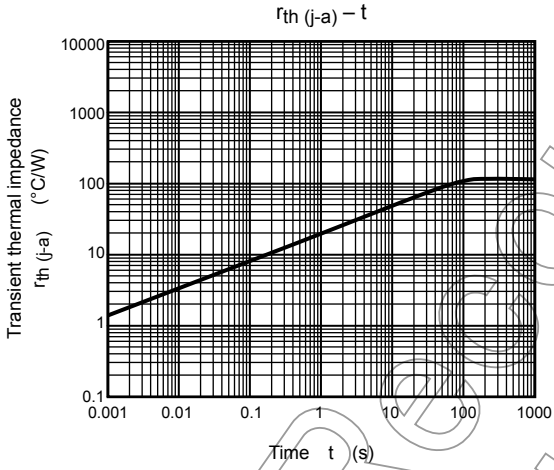 rth (j-a) – t
Transient thermal impedance
rth (j-a) (°C/W)
10000
1000
100
10
1
0.1
0.001 0.01 0.1 1 10 100 1000
Time t (s)